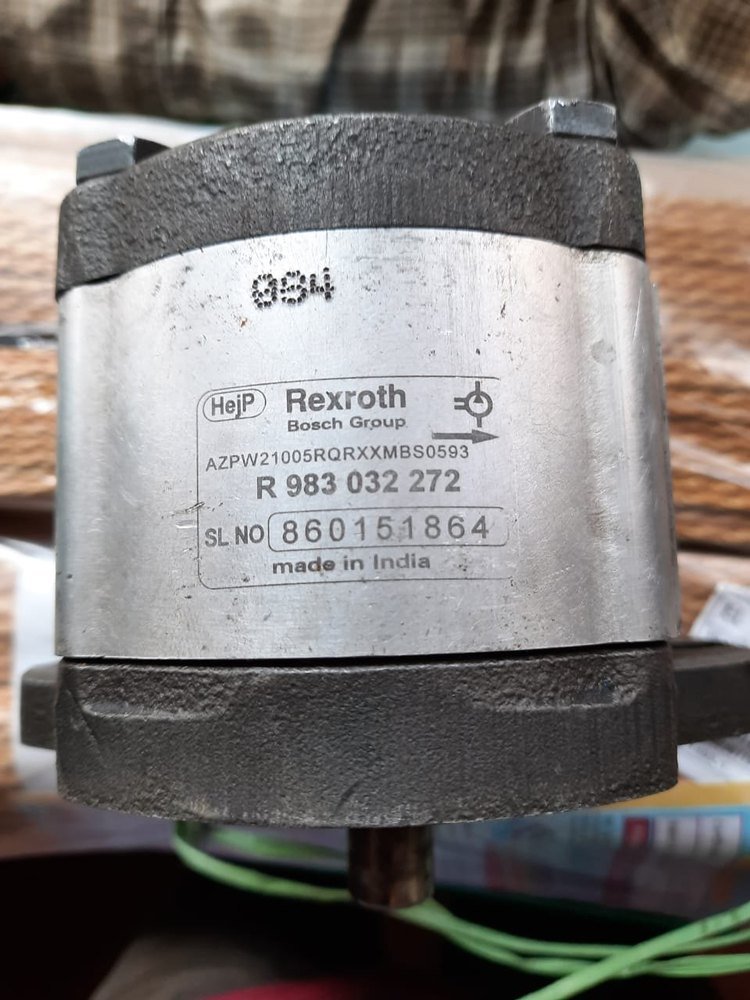 094
HejP
Rexroth
Bosch Group
AZPW21005RQRXXMBS0593
R 983 032 272
SL NO 860151864
made in India